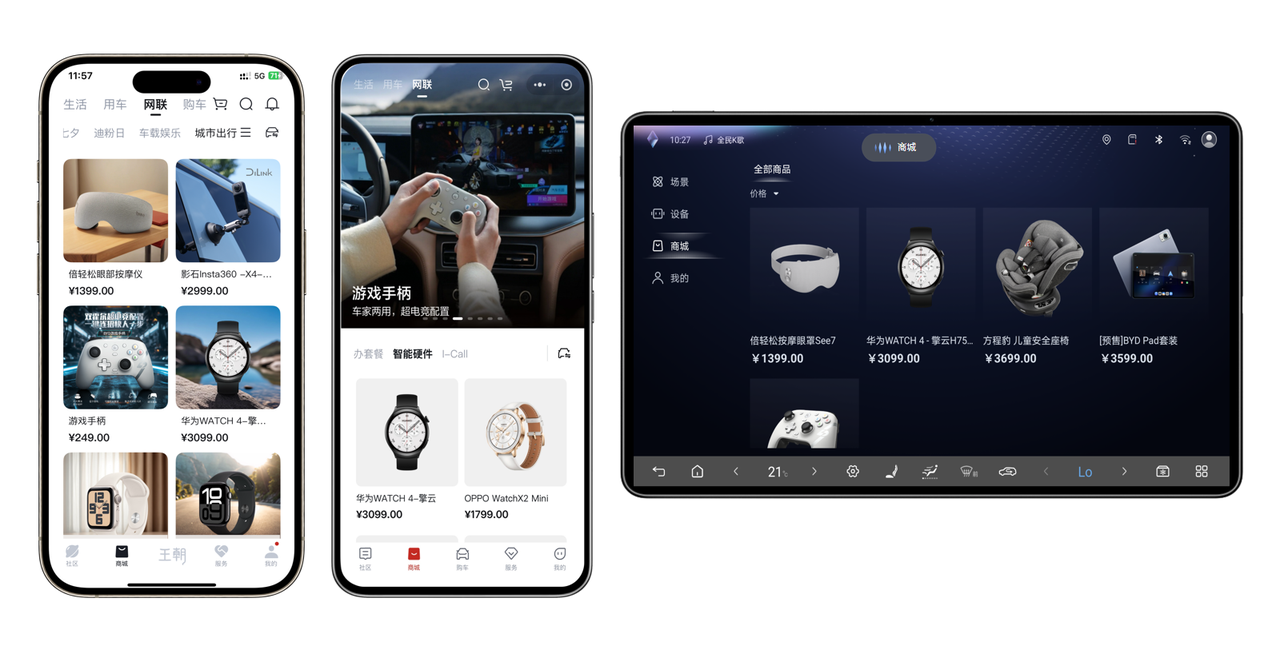 11:57
5G 71
生活 用车 网联 购车
七夕 迪粉日 车载娱乐 城市出行
DiLink
倍轻松眼部按摩仪
¥1399.00
影石Insta360 -X4-...
¥2999.00
游戏手柄
¥249.00
华为WATCH 4-擎...
¥3099.00
社区
商城
王朝
服务
我的
生活 用车 网联
游戏手柄
车家两用，超电竞配置
办套餐 智能硬件 I-Call
华为WATCH 4-擎云
¥3099.00
OPPO WatchX2 Mini
¥1799.00
社区
商城
购车
服务
我的
10:27 全民K歌
商城
场景
设备
商城
我的
全部商品
价格
倍轻松按摩眼罩See7
¥1399.00
华为WATCH 4 - 擎云H75...
¥3099.00
方程豹 儿童安全座椅
¥3699.00
[预售]BYD Pad套装
¥3599.00
21℃
Lo